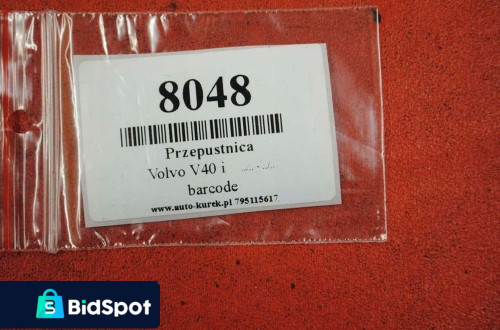 8048
Przepustnica
Volvo V40 i
barcode
www.auto-kurek.pl 795115617
BidSpot